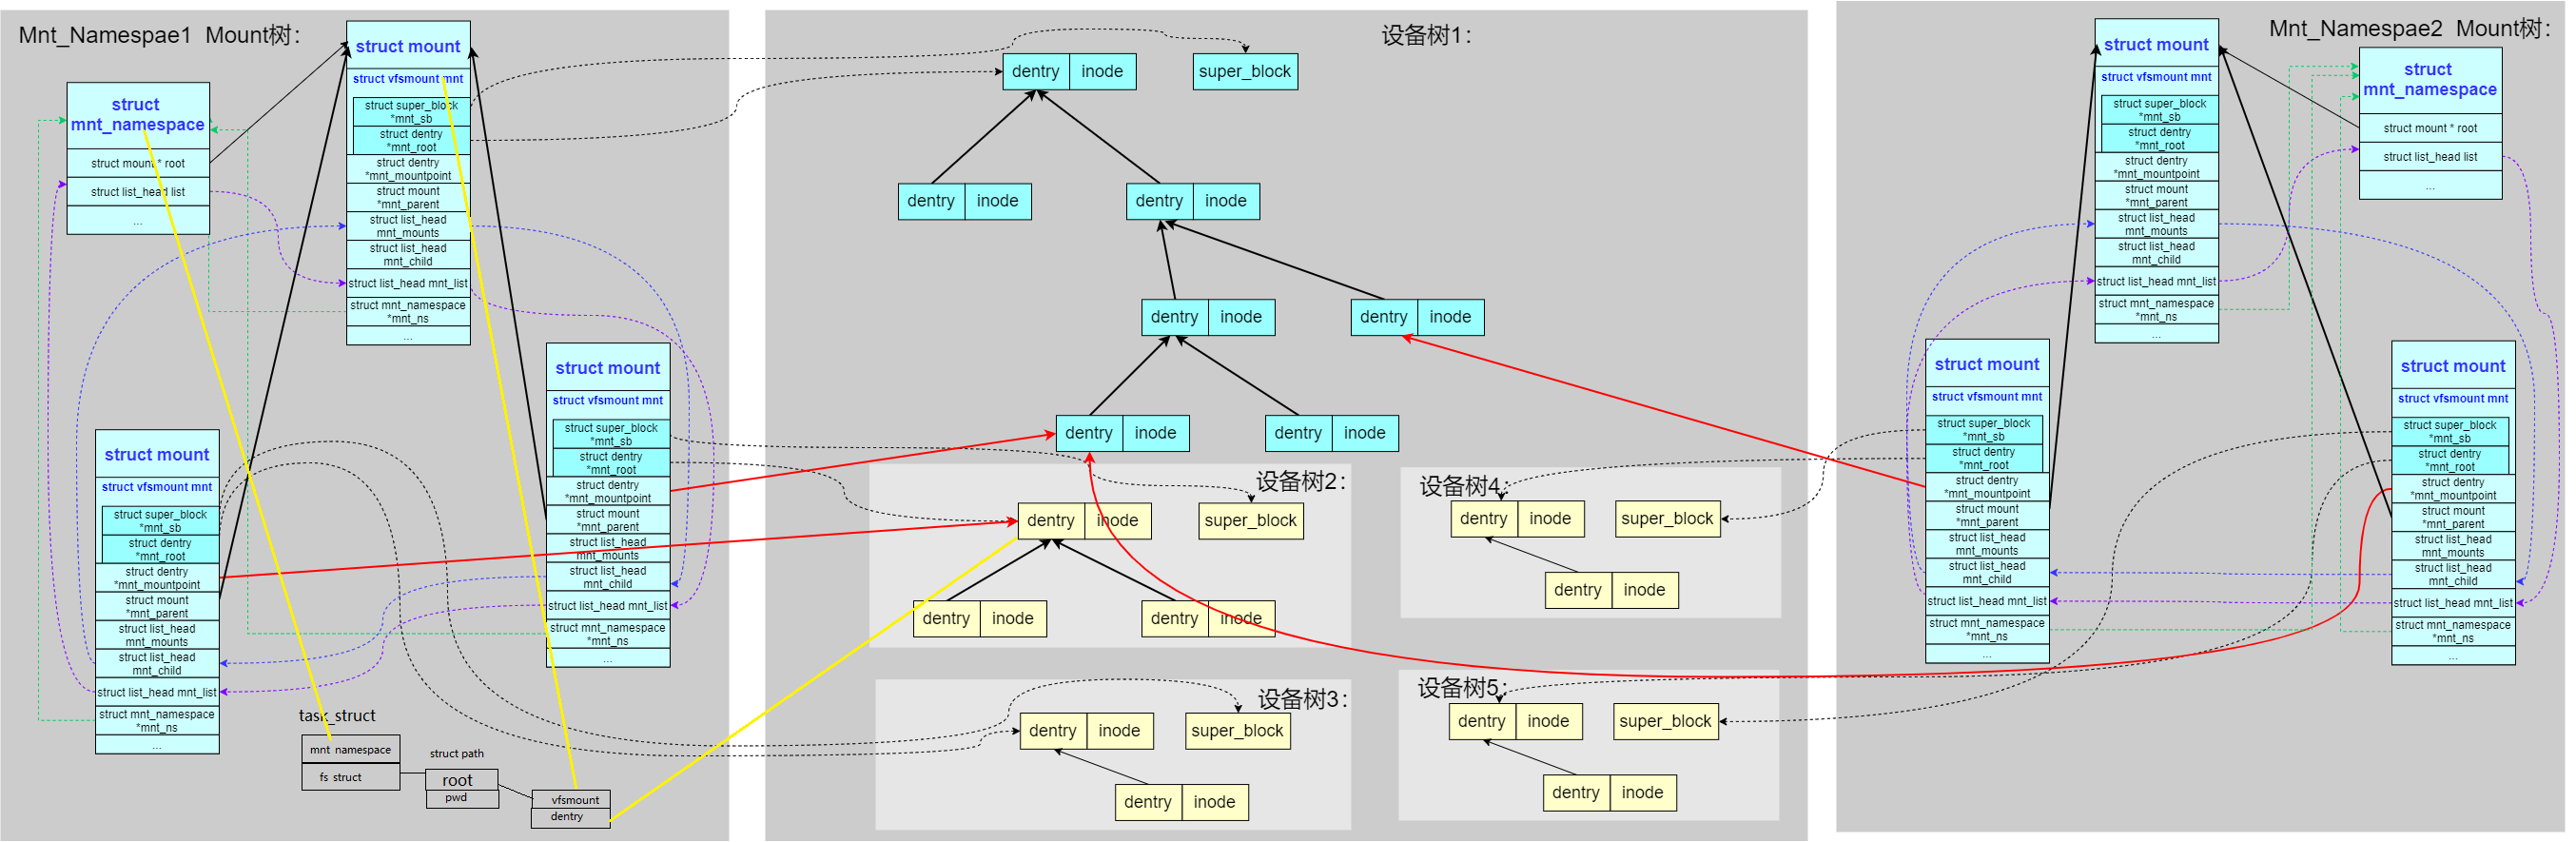 Mnt_Namespae1 Mount树：
struct
mnt_namespace
struct mount * root
struct list_head list
...
struct mount
struct vfsmount mnt
struct super_block
*mnt_sb
struct dentry
*mnt_root
struct dentry
*mnt_mountpoint
struct mount
*mnt_parent
struct list_head
mnt_mounts
struct list_head
mnt_child
struct list_head mnt_list
struct mnt_namespace
*mnt_ns
...
struct mount
struct vfsmount mnt
struct super_block
*mnt_sb
struct dentry
*mnt_root
struct dentry
*mnt_mountpoint
struct mount
*mnt_parent
struct list_head
mnt_mounts
struct list_head
mnt_child
struct list_head mnt_list
struct mnt_namespace
*mnt_ns
...
struct mount
struct vfsmount mnt
struct super_block
*mnt_sb
struct dentry
*mnt_root
struct dentry
*mnt_mountpoint
struct mount
*mnt_parent
struct list_head
mnt_mounts
struct list_head
mnt_child
struct list_head mnt_list
struct mnt_namespace
*mnt_ns
...
task_struct
mnt namespace
fs struct
struct path
root
pwd
vfsmount
dentry
设备树1：
dentry inode
super_block
dentry inode
dentry inode
dentry inode
dentry inode
dentry inode
dentry inode
设备树2：
dentry inode
super_block
dentry inode
dentry inode
设备树3：
dentry inode
super_block
dentry inode
设备树4：
dentry inode
super_block
dentry inode
设备树5：
dentry inode
super_block
dentry inode
Mnt_Namespae2 Mount树：
struct
mnt_namespace
struct mount * root
struct list_head list
...
struct mount
struct vfsmount mnt
struct super_block
*mnt_sb
struct dentry
*mnt_root
struct dentry
*mnt_mountpoint
struct mount
*mnt_parent
struct list_head
mnt_mounts
struct list_head
mnt_child
struct list_head mnt_list
struct mnt_namespace
*mnt_ns
...
struct mount
struct vfsmount mnt
struct super_block
*mnt_sb
struct dentry
*mnt_root
struct dentry
*mnt_mountpoint
struct mount
*mnt_parent
struct list_head
mnt_mounts
struct list_head
mnt_child
struct list_head mnt_list
struct mnt_namespace
*mnt_ns
...
struct mount
struct vfsmount mnt
struct super_block
*mnt_sb
struct dentry
*mnt_root
struct dentry
*mnt_mountpoint
struct mount
*mnt_parent
struct list_head
mnt_mounts
struct list_head
mnt_child
struct list_head mnt_list
struct mnt_namespace
*mnt_ns
...